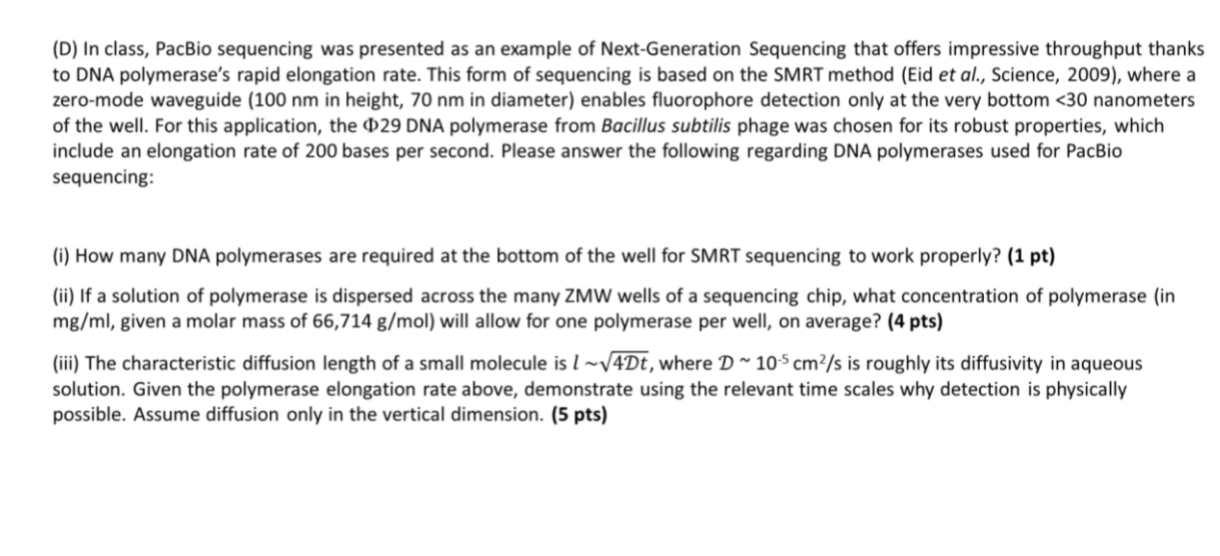 (D) In class, PacBio sequencing was presented as an example of Next-Generation Sequencing that offers impressive throughput thanks
to DNA polymerase's rapid elongation rate. This form of sequencing is based on the SMRT method (Eid et al., Science, 2009), where a
zero-mode waveguide (100 nm in height, 70 nm in diameter) enables fluorophore detection only at the very bottom <30 nanometers
of the well. For this application, the Φ29 DNA polymerase from Bacillus subtilis phage was chosen for its robust properties, which
include an elongation rate of 200 bases per second. Please answer the following regarding DNA polymerases used for PacBio
sequencing:
(i) How many DNA polymerases are required at the bottom of the well for SMRT sequencing to work properly? (1 pt)
(ii) If a solution of polymerase is dispersed across the many ZMW wells of a sequencing chip, what concentration of polymerase (in
mg/ml, given a molar mass of 66,714 g/mol) will allow for one polymerase per well, on average? (4 pts)
(iii) The characteristic diffusion length of a small molecule is l ~√4Dt, where D ~ 10⁻⁵ cm²/s is roughly its diffusivity in aqueous
solution. Given the polymerase elongation rate above, demonstrate using the relevant time scales why detection is physically
possible. Assume diffusion only in the vertical dimension. (5 pts)